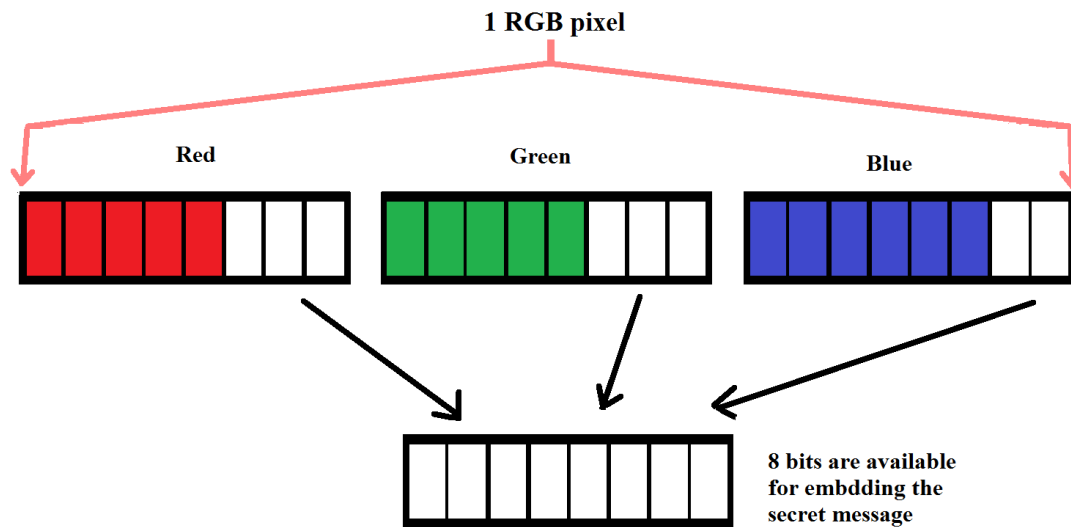 1 RGB pixel
Red
Green
Blue
8 bits are available
for embdding the
secret message